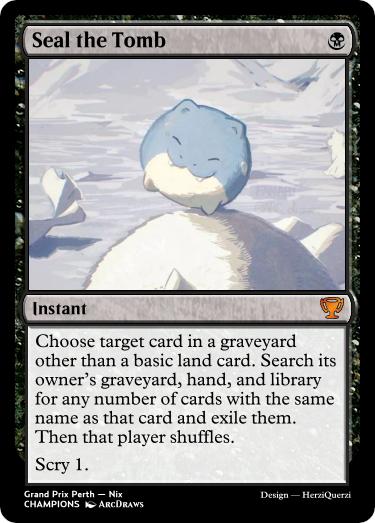 Seal the Tomb
Instant
Choose target card in a graveyard
other than a basic land card. Search its
owner's graveyard, hand, and library
for any number of cards with the same
name as that card and exile them.
Then that player shuffles.
Scry 1.
Grand Prix Perth — Nix
Design — HerziQuerzi
CHAMPIONS ArcDraws